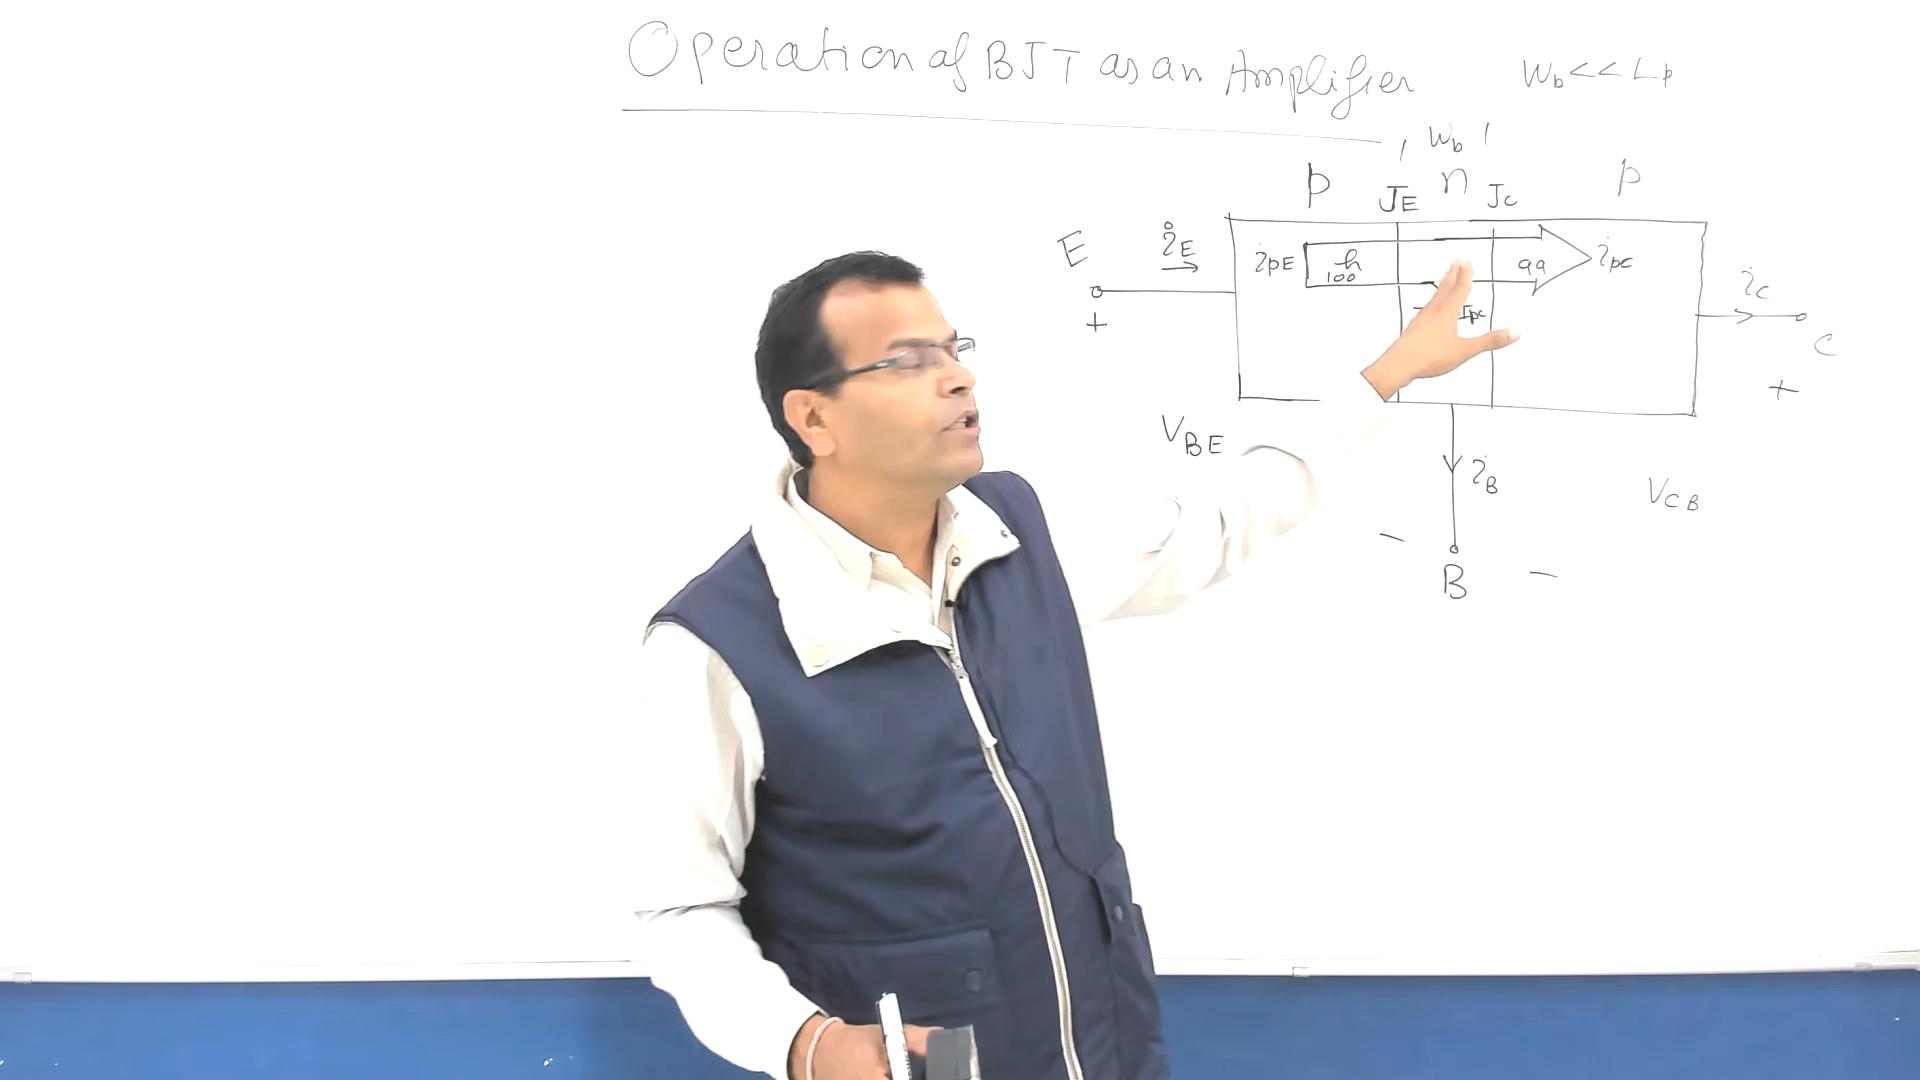 Operation of BJT as an Amplifier
Wb << Lp
Wb
p JE n Jc p
E iE
ipE h 100 99 ipc
Ipc
+
ic
C
+
VBE
iB
VCB
-
-
B